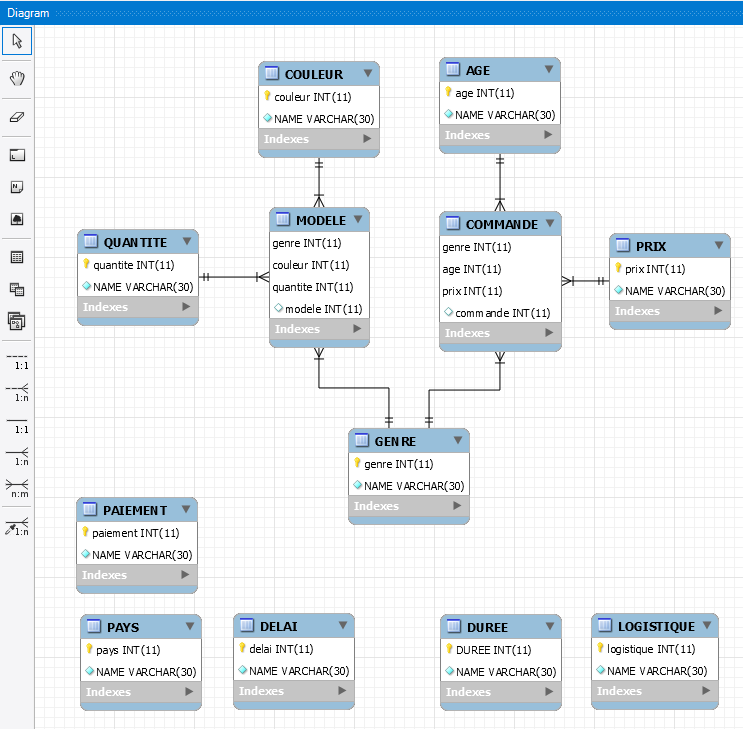 Diagram
COULEUR
couleur INT(11)
NAME VARCHAR(30)
Indexes
AGE
age INT(11)
NAME VARCHAR(30)
Indexes
QUANTITE
quantite INT(11)
NAME VARCHAR(30)
Indexes
MODELE
genre INT(11)
couleur INT(11)
quantite INT(11)
modele INT(11)
Indexes
COMMANDE
genre INT(11)
age INT(11)
prix INT(11)
commande INT(11)
Indexes
PRIX
prix INT(11)
NAME VARCHAR(30)
Indexes
1:1
1:n
1:1
1:n
n:m
1:n
GENRE
genre INT(11)
NAME VARCHAR(30)
Indexes
PAIEMENT
paiement INT(11)
NAME VARCHAR(30)
Indexes
PAYS
pays INT(11)
NAME VARCHAR(30)
Indexes
DELAI
delai INT(11)
NAME VARCHAR(30)
Indexes
DUREE
DUREE INT(11)
NAME VARCHAR(30)
Indexes
LOGISTIQUE
logistique INT(11)
NAME VARCHAR(30)
Indexes